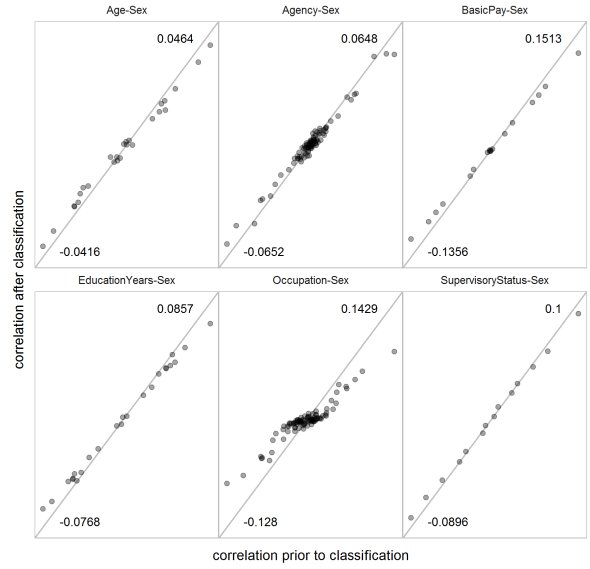 Age-Sex
Agency-Sex
BasicPay-Sex
0.0464
0.0648
0.1513
-0.0416
-0.0652
-0.1356
EducationYears-Sex
Occupation-Sex
SupervisoryStatus-Sex
0.0857
0.1429
0.1
-0.0768
-0.128
-0.0896
correlation after classification
correlation prior to classification